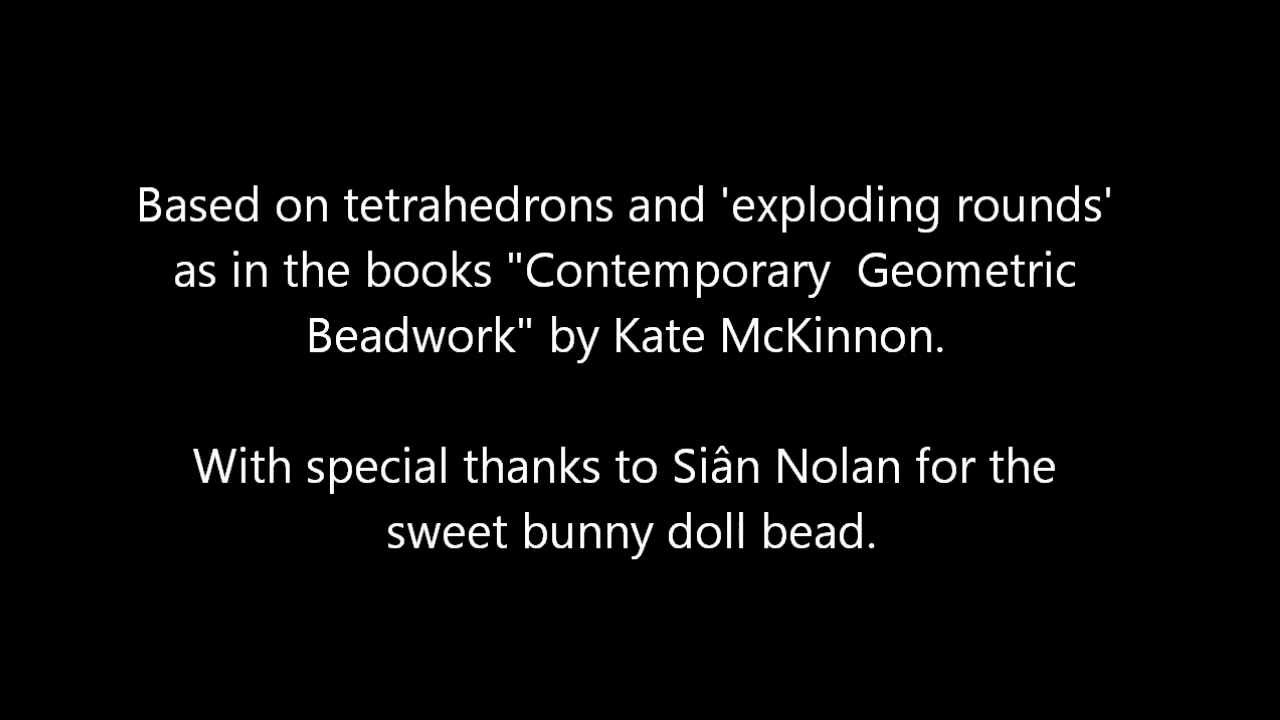 Based on tetrahedrons and 'exploding rounds'
as in the books "Contemporary  Geometric
Beadwork" by Kate McKinnon.
With special thanks to Siân Nolan for the
sweet bunny doll bead.